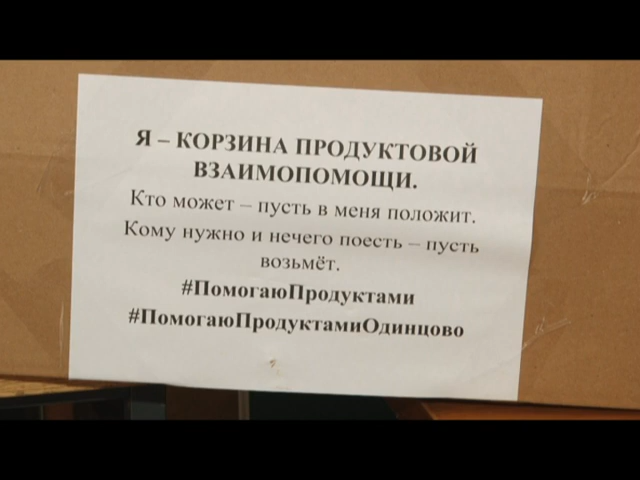 Я – КОРЗИНА ПРОДУКТОВОЙ
ВЗАИМОПОМОЩИ.
Кто может – пусть в меня положит.
Кому нужно и нечего поесть – пусть
возьмёт.
#ПомогаюПродуктами
#ПомогаюПродуктамиОдинцово